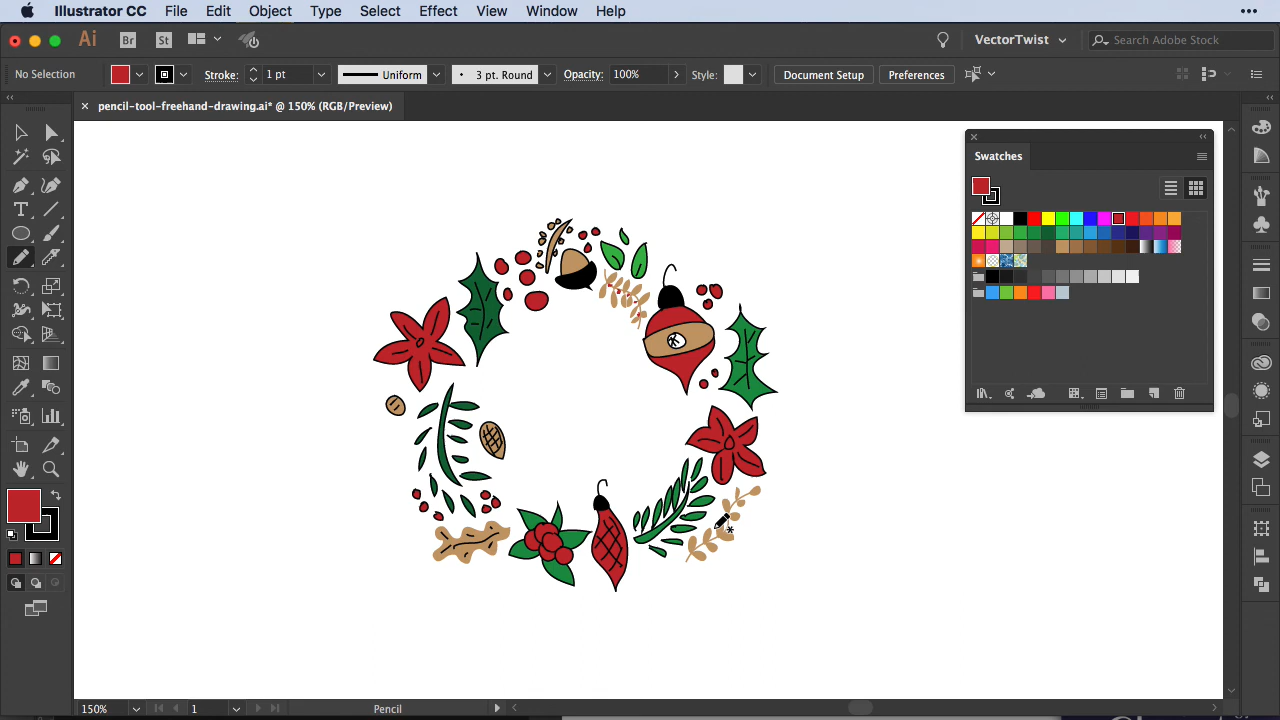 Illustrator CC File Edit Object Type Select Effect View Window Help
Ai Br St VectorTwist Search Adobe Stock
No Selection Stroke: 1 pt Uniform 3 pt. Round Opacity: 100% Style: Document Setup Preferences
× pencil-tool-freehand-drawing.ai* @ 150% (RGB/Preview)
Swatches
150% 1 Pencil